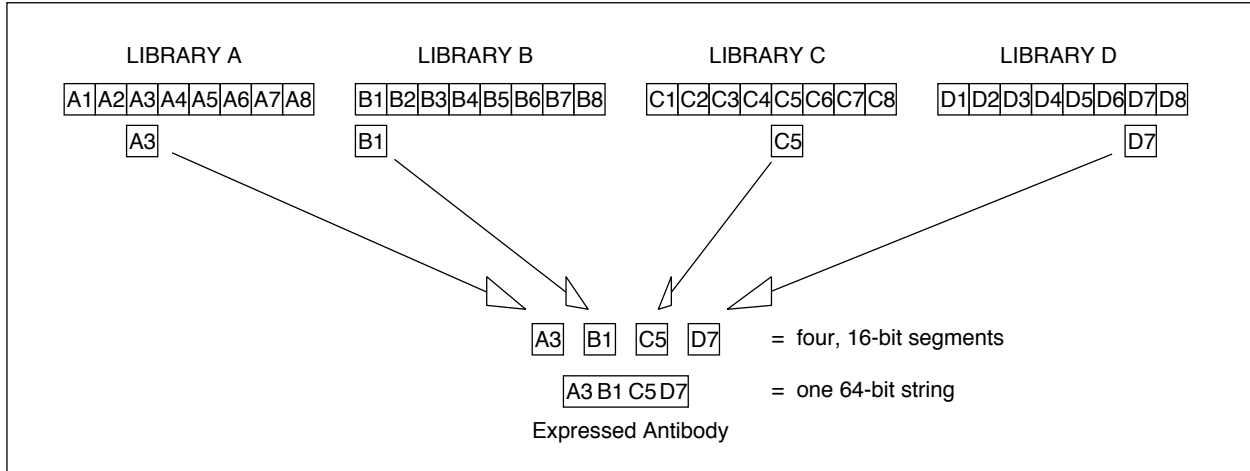 LIBRARY A LIBRARY B LIBRARY C LIBRARY D
A1 A2 A3 A4 A5 A6 A7 A8 B1 B2 B3 B4 B5 B6 B7 B8 C1 C2 C3 C4 C5 C6 C7 C8 D1 D2 D3 D4 D5 D6 D7 D8
A3 B1 C5 D7
A3 B1 C5 D7 = four, 16-bit segments
A3 B1 C5 D7 = one 64-bit string
Expressed Antibody